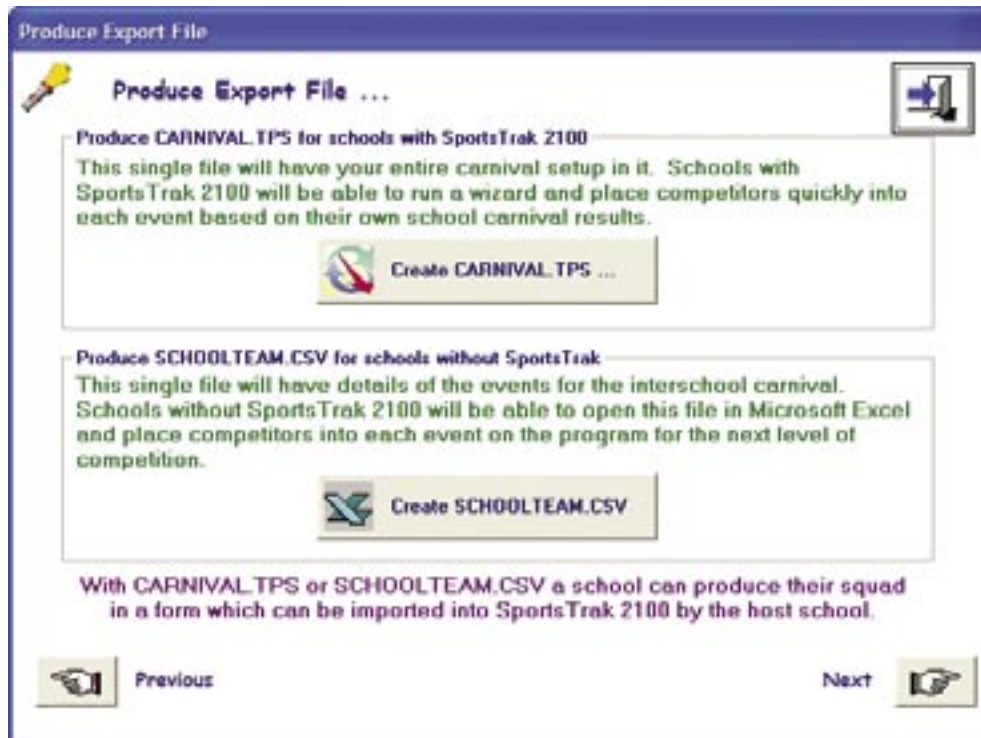 Produce Export File
Produce Export File ...
Produce CARNIVAL.TPS for schools with SportsTrak 2100
This single file will have your entire carnival setup in it. Schools with
SportsTrak 2100 will be able to run a wizard and place competitors quickly into
each event based on their own school carnival results.
Create CARNIVAL.TPS ...
Produce SCHOOLTEAM.CSV for schools without SportsTrak
This single file will have details of the events for the interschool carnival.
Schools without SportsTrak 2100 will be able to open this file in Microsoft Excel
and place competitors into each event on the program for the next level of
competition.
Create SCHOOLTEAM.CSV
With CARNIVAL.TPS or SCHOOLTEAM.CSV a school can produce their squad
in a form which can be imported into SportsTrak 2100 by the host school.
Previous
Next